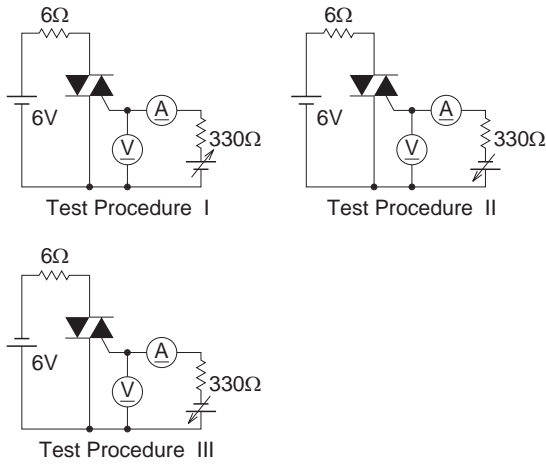 6Ω
6V
A
V
330Ω
Test Procedure I
6Ω
6V
A
V
330Ω
Test Procedure II
6Ω
6V
A
V
330Ω
Test Procedure III